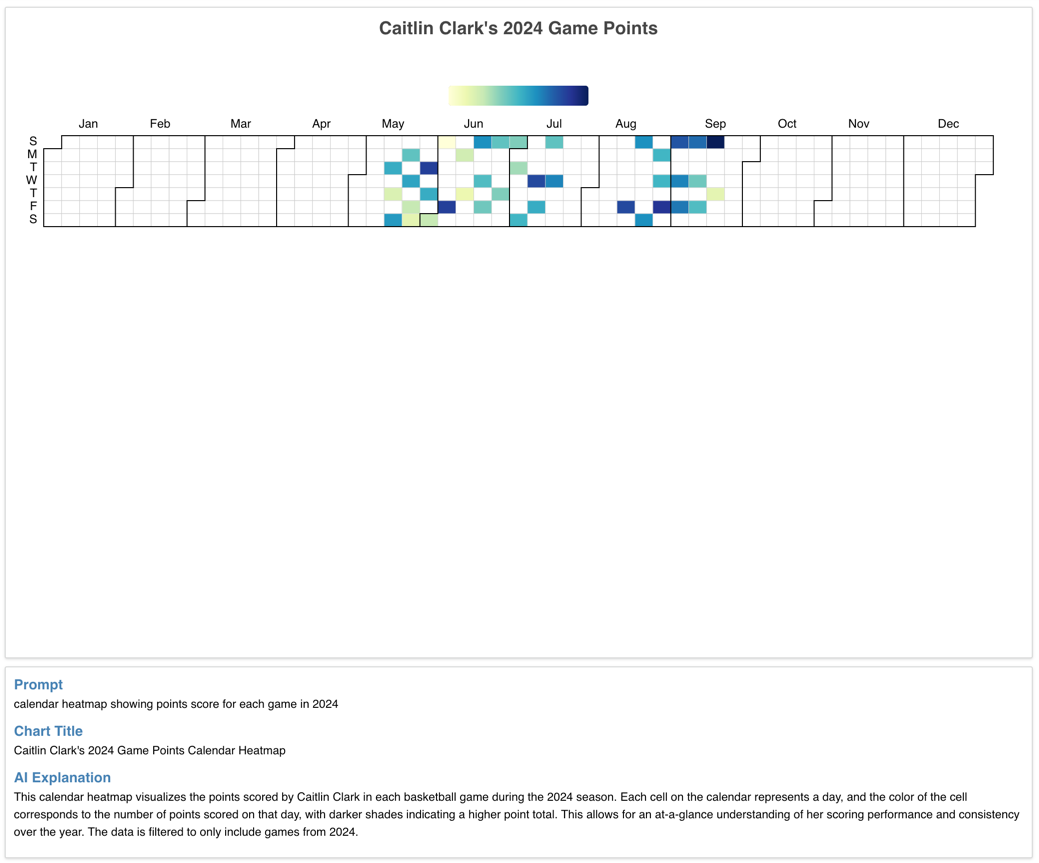 Caitlin Clark's 2024 Game Points
Jan Feb Mar Apr May Jun Jul Aug Sep Oct Nov Dec
S
M
T
W
T
F
S
Prompt
calendar heatmap showing points score for each game in 2024
Chart Title
Caitlin Clark's 2024 Game Points Calendar Heatmap
AI Explanation
This calendar heatmap visualizes the points scored by Caitlin Clark in each basketball game during the 2024 season. Each cell on the calendar represents a day, and the color of the cell
corresponds to the number of points scored on that day, with darker shades indicating a higher point total. This allows for an at-a-glance understanding of her scoring performance and consistency
over the year. The data is filtered to only include games from 2024.